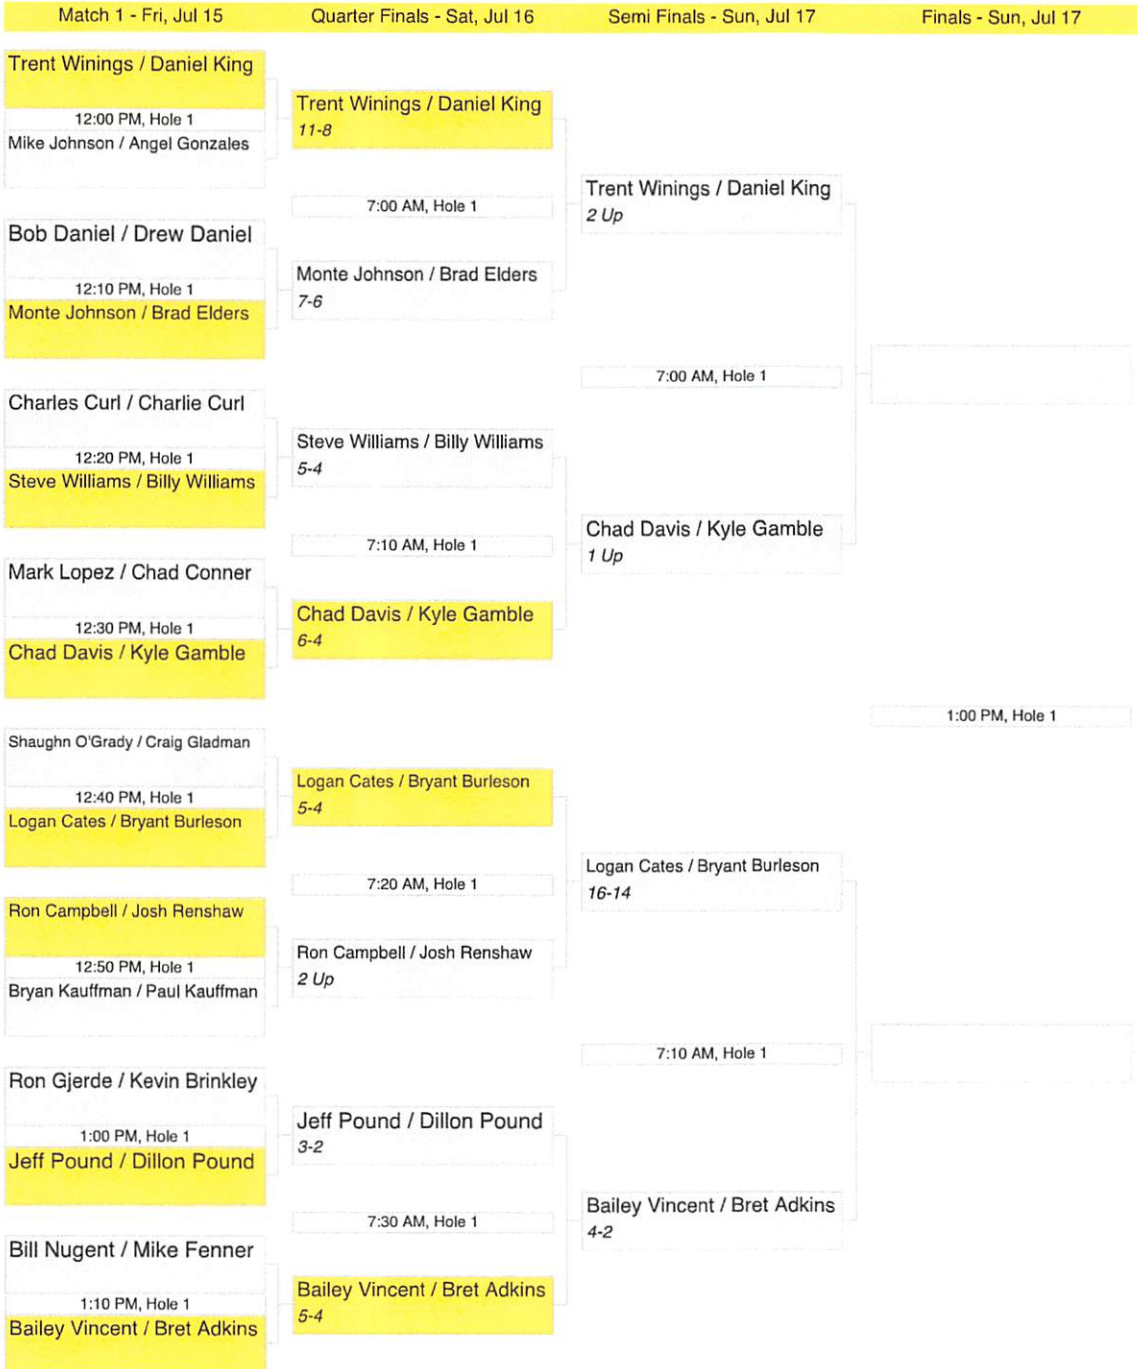 Match 1 - Fri, Jul 15
Quarter Finals - Sat, Jul 16
Semi Finals - Sun, Jul 17
Finals - Sun, Jul 17
Trent Winings / Daniel King
12:00 PM, Hole 1
Mike Johnson / Angel Gonzales
Bob Daniel / Drew Daniel
12:10 PM, Hole 1
Monte Johnson / Brad Elders
Charles Curl / Charlie Curl
12:20 PM, Hole 1
Steve Williams / Billy Williams
Mark Lopez / Chad Conner
12:30 PM, Hole 1
Chad Davis / Kyle Gamble
Shaughn O'Grady / Craig Gladman
12:40 PM, Hole 1
Logan Cates / Bryant Burleson
Ron Campbell / Josh Renshaw
12:50 PM, Hole 1
Bryan Kauffman / Paul Kauffman
Ron Gjerde / Kevin Brinkley
1:00 PM, Hole 1
Jeff Pound / Dillon Pound
Bill Nugent / Mike Fenner
1:10 PM, Hole 1
Bailey Vincent / Bret Adkins
Trent Winings / Daniel King
11-8
7:00 AM, Hole 1
Monte Johnson / Brad Elders
7-6
Steve Williams / Billy Williams
5-4
7:10 AM, Hole 1
Chad Davis / Kyle Gamble
6-4
Logan Cates / Bryant Burleson
5-4
7:20 AM, Hole 1
Ron Campbell / Josh Renshaw
2 Up
Jeff Pound / Dillon Pound
3-2
7:30 AM, Hole 1
Bailey Vincent / Bret Adkins
5-4
Trent Winings / Daniel King
2 Up
7:00 AM, Hole 1
Chad Davis / Kyle Gamble
1 Up
Logan Cates / Bryant Burleson
16-14
7:10 AM, Hole 1
Bailey Vincent / Bret Adkins
4-2
1:00 PM, Hole 1